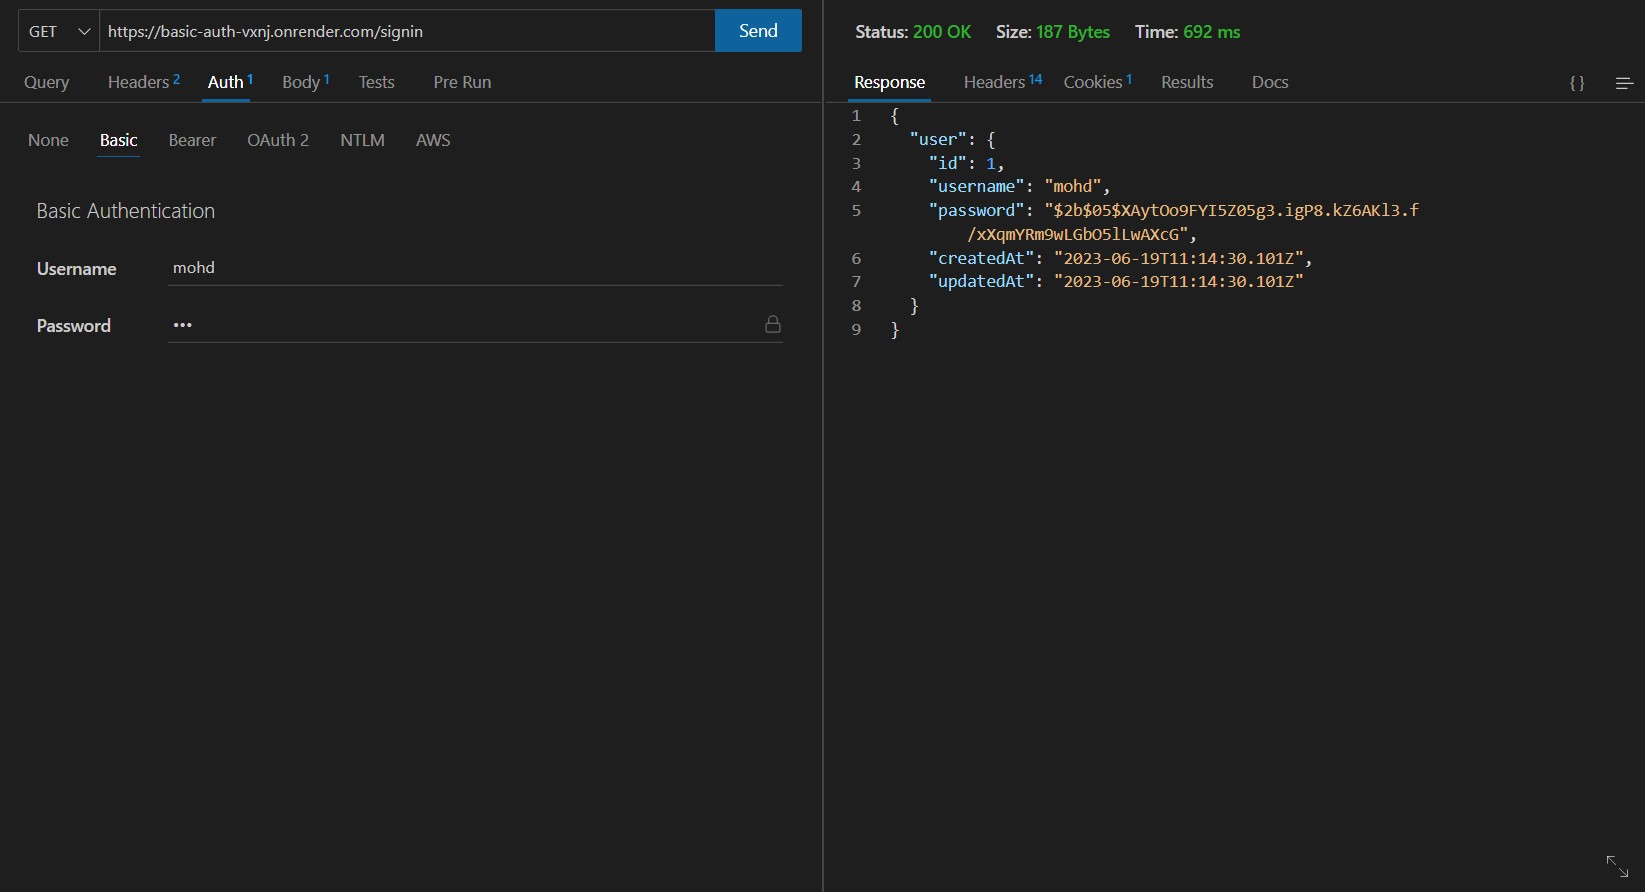 GET https://basic-auth-vxnj.onrender.com/signin Send
Query Headers 2 Auth 1 Body 1 Tests Pre Run
None Basic Bearer OAuth 2 NTLM AWS
Basic Authentication
Username mohd
Password •••
Status: 200 OK Size: 187 Bytes Time: 692 ms
Response Headers 14 Cookies 1 Results Docs { }
1 {
2 "user": {
3 "id": 1,
4 "username": "mohd",
5 "password": "$2b$05$XAytOo9FYI5Z05g3.igP8.kZ6AKl3.f
/xXqmYRm9wLGbO5lLwAXcG",
6 "createdAt": "2023-06-19T11:14:30.101Z",
7 "updatedAt": "2023-06-19T11:14:30.101Z"
8 }
9 }